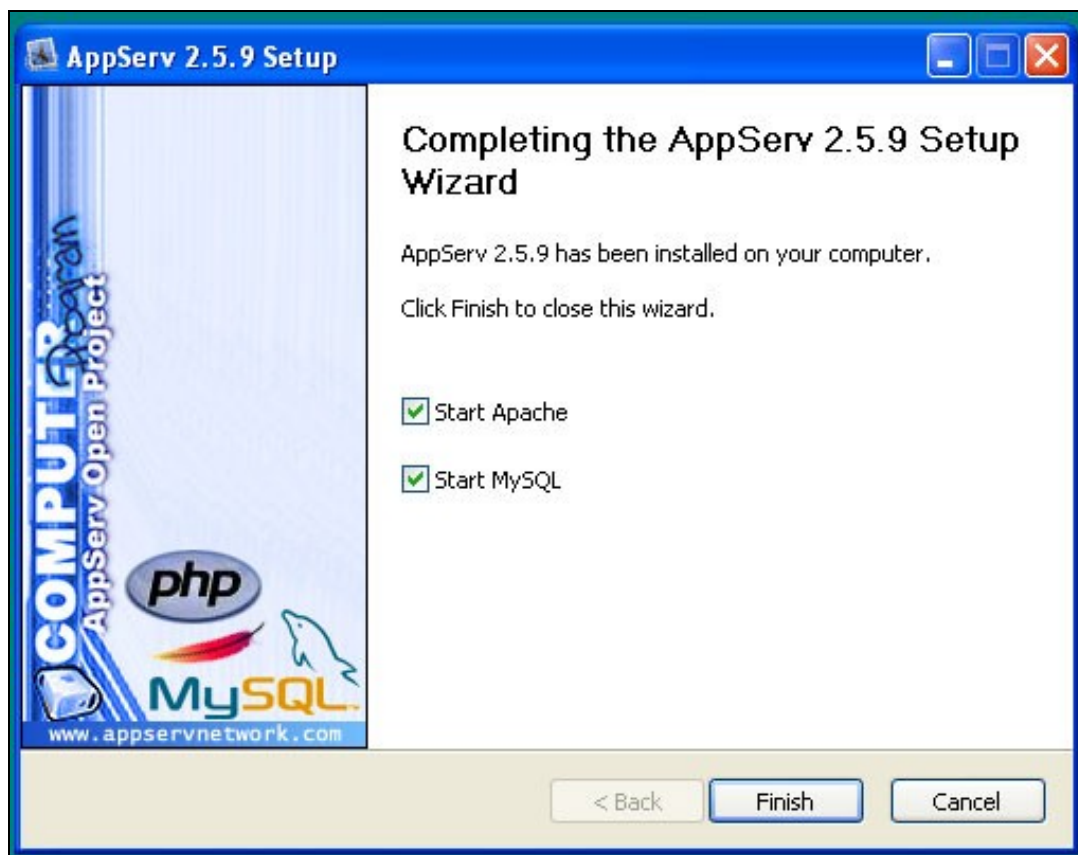 AppServ 2.5.9 Setup
Completing the AppServ 2.5.9 Setup
Wizard
AppServ 2.5.9 has been installed on your computer.
Click Finish to close this wizard.
Start Apache
Start MySQL
COMPUTER
Program
AppServ Open Project
php
MySQL
www.appservnetwork.com
< Back
Finish
Cancel